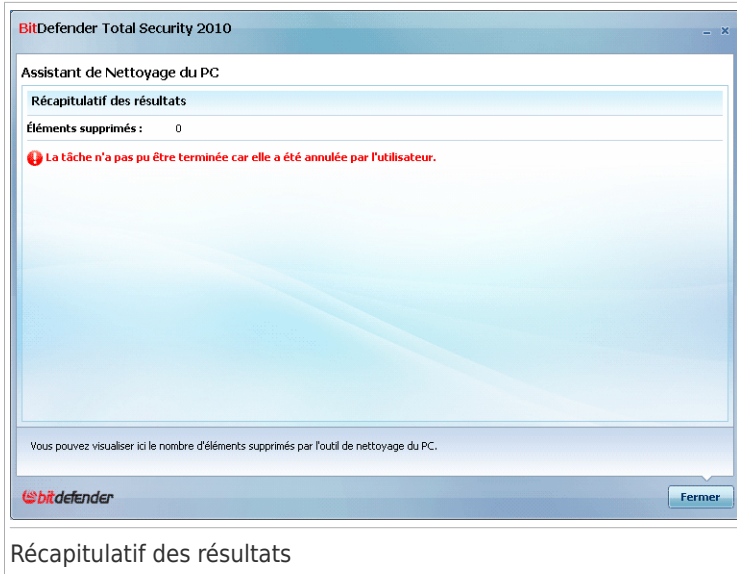 BitDefender Total Security 2010
Assistant de Nettoyage du PC
Récapitulatif des résultats
Éléments supprimés : 0
La tâche n'a pas pu être terminée car elle a été annulée par l'utilisateur.
Vous pouvez visualiser ici le nombre d'éléments supprimés par l'outil de nettoyage du PC.
bitdefender
Fermer
Récapitulatif des résultats